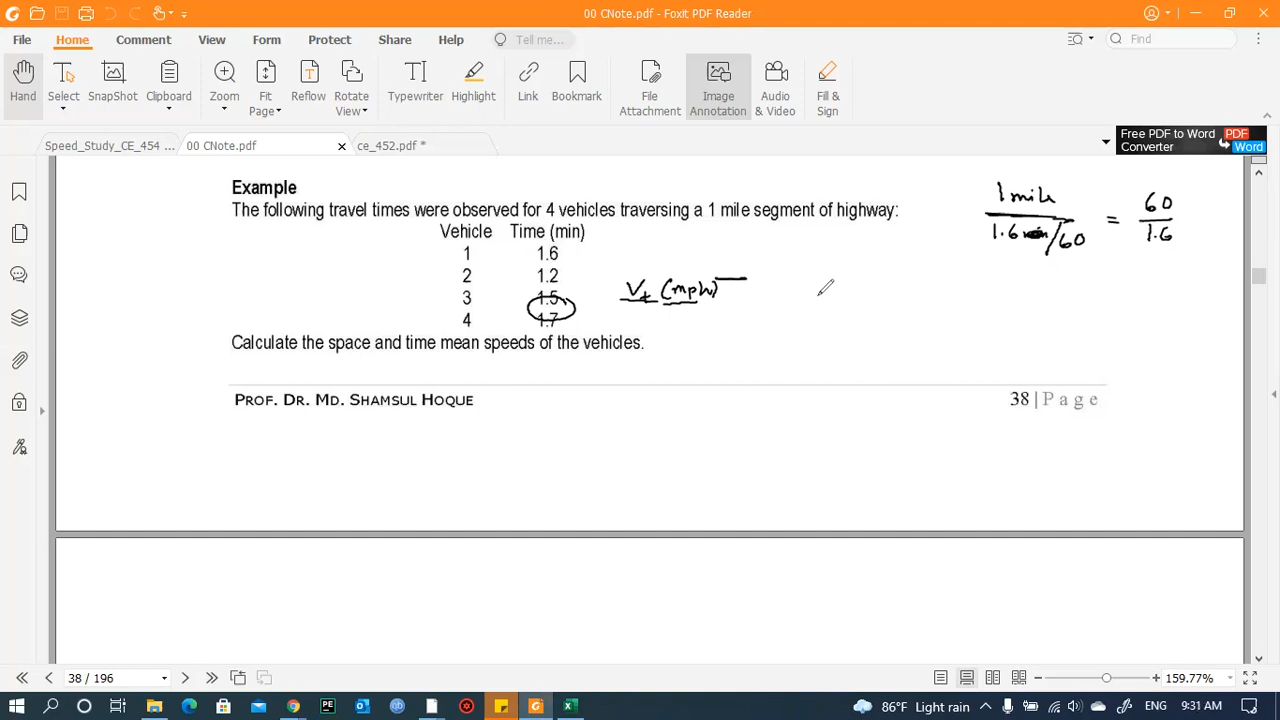 00 CNote.pdf - Foxit PDF Reader
File Home Comment View Form Protect Share Help Tell me... Find
Hand Select SnapShot Clipboard Zoom Fit Page Reflow Rotate View Typewriter Highlight Link Bookmark File Attachment Image Annotation Audio & Video Fill & Sign
Speed_Study_CE_454 ... 00 CNote.pdf ce_452.pdf *
Free PDF to Word Converter PDF Word
Example
The following travel times were observed for 4 vehicles traversing a 1 mile segment of highway:
Vehicle Time (min)
1 1.6
2 1.2
3 1.5
4 1.7
Calculate the space and time mean speeds of the vehicles.
Vt (mph)
1 mile
1.6 /60
= 60
1.6
PROF. DR. MD. SHAMSUL HOQUE
38 | P a g e
38 / 196
159.77%
86°F Light rain
9:31 AM